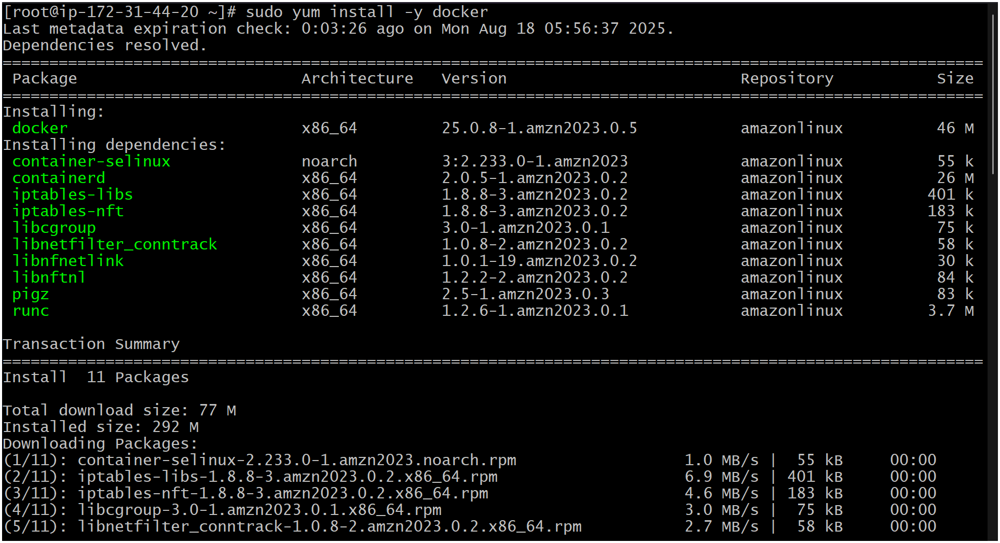 [root@ip-172-31-44-20 ~]# sudo yum install -y docker
Last metadata expiration check: 0:03:26 ago on Mon Aug 18 05:56:37 2025.
Dependencies resolved.
=========================================================================================================
 Package                        Architecture   Version                         Repository           Size
=========================================================================================================
Installing:
 docker                         x86_64         25.0.8-1.amzn2023.0.5           amazonlinux          46 M
Installing dependencies:
 container-selinux              noarch         3:2.233.0-1.amzn2023            amazonlinux          55 k
 containerd                     x86_64         2.0.5-1.amzn2023.0.2            amazonlinux          26 M
 iptables-libs                  x86_64         1.8.8-3.amzn2023.0.2            amazonlinux         401 k
 iptables-nft                   x86_64         1.8.8-3.amzn2023.0.2            amazonlinux         183 k
 libcgroup                      x86_64         3.0-1.amzn2023.0.1              amazonlinux          75 k
 libnetfilter_conntrack         x86_64         1.0.8-2.amzn2023.0.2            amazonlinux          58 k
 libnfnetlink                   x86_64         1.0.1-19.amzn2023.0.2           amazonlinux          30 k
 libnftnl                       x86_64         1.2.2-2.amzn2023.0.2            amazonlinux          84 k
 pigz                           x86_64         2.5-1.amzn2023.0.3              amazonlinux          83 k
 runc                           x86_64         1.2.6-1.amzn2023.0.1            amazonlinux         3.7 M

Transaction Summary
=========================================================================================================
Install  11 Packages

Total download size: 77 M
Installed size: 292 M
Downloading Packages:
(1/11): container-selinux-2.233.0-1.amzn2023.noarch.rpm                  1.0 MB/s |  55 kB     00:00
(2/11): iptables-libs-1.8.8-3.amzn2023.0.2.x86_64.rpm                    6.9 MB/s | 401 kB     00:00
(3/11): iptables-nft-1.8.8-3.amzn2023.0.2.x86_64.rpm                     4.6 MB/s | 183 kB     00:00
(4/11): libcgroup-3.0-1.amzn2023.0.1.x86_64.rpm                          3.0 MB/s |  75 kB     00:00
(5/11): libnetfilter_conntrack-1.0.8-2.amzn2023.0.2.x86_64.rpm           2.7 MB/s |  58 kB     00:00